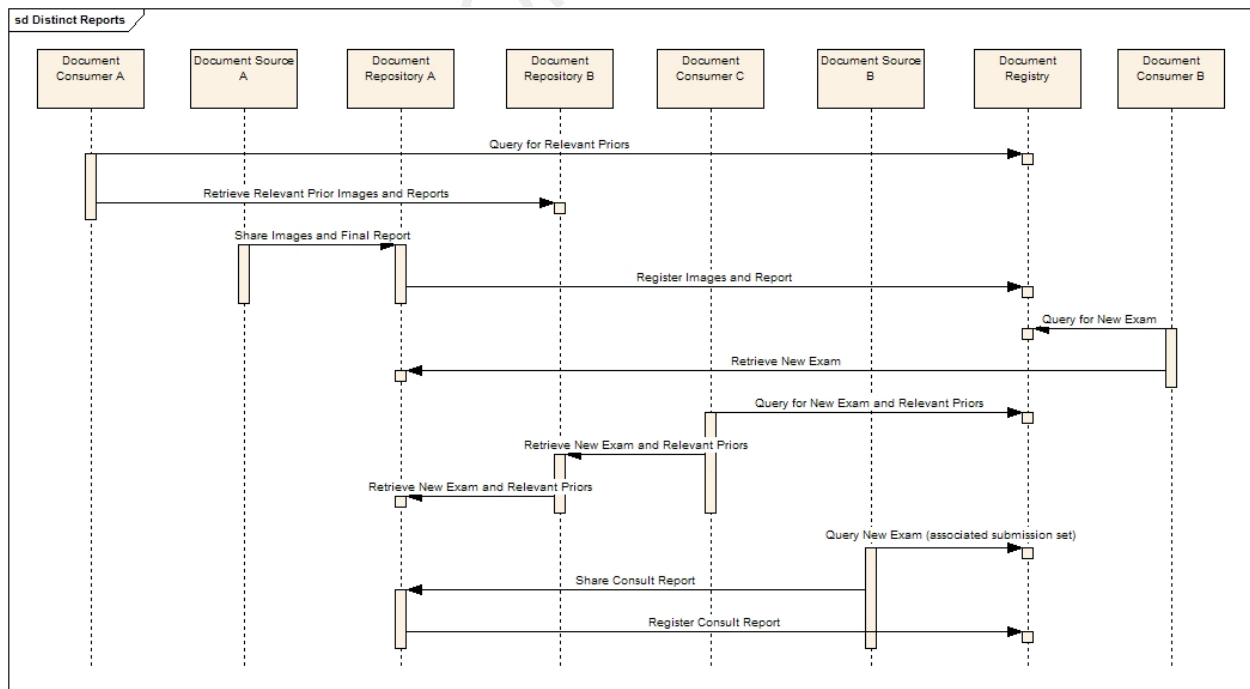 sd Distinct Reports
Document
Consumer A
Document Source
A
Document
Repository A
Document
Repository B
Document
Consumer C
Document Source
B
Document
Registry
Document
Consumer B
Query for Relevant Priors
Retrieve Relevant Prior Images and Reports
Share Images and Final Report
Register Images and Report
Query for New Exam
Retrieve New Exam
Query for New Exam and Relevant Priors
Retrieve New Exam and Relevant Priors
Retrieve New Exam and Relevant Priors
Query New Exam (associated submission set)
Share Consult Report
Register Consult Report